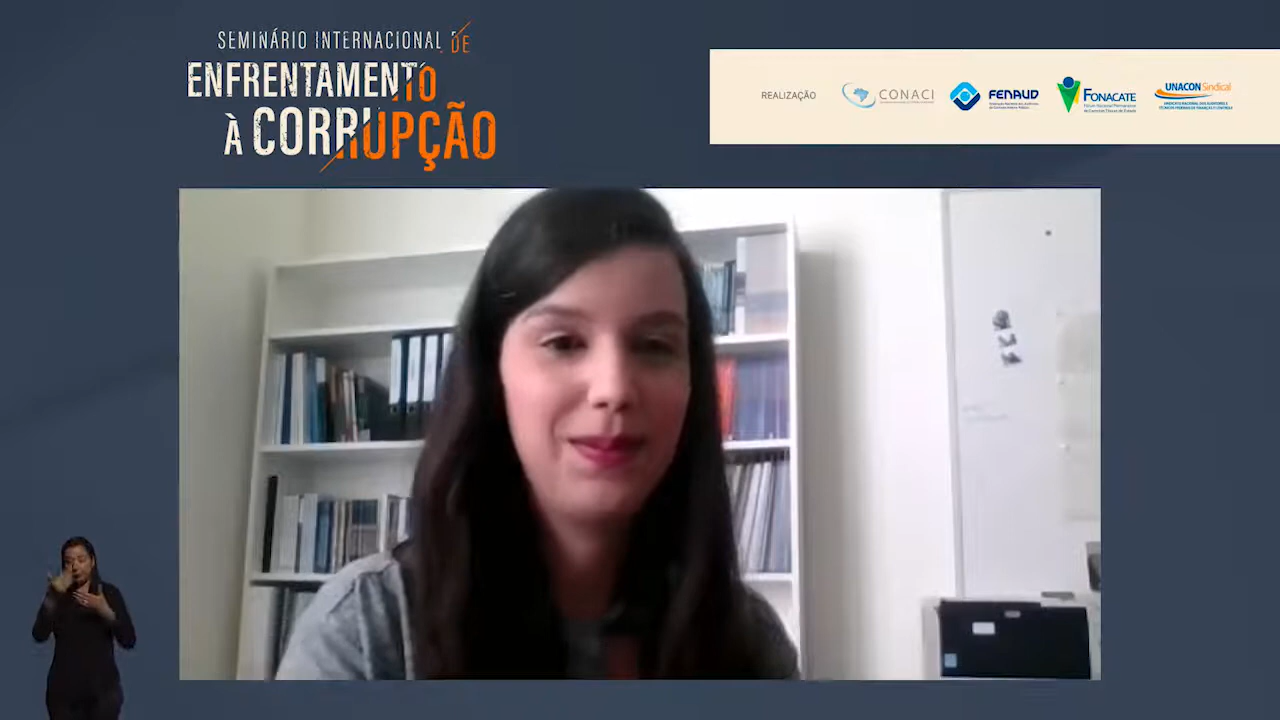 SEMINÁRIO INTERNACIONAL DE
ENFRENTAMENTO
À CORRUPÇÃO
REALIZAÇÃO
CONACI
FENAUD
FONACATE
UNACON Sindical